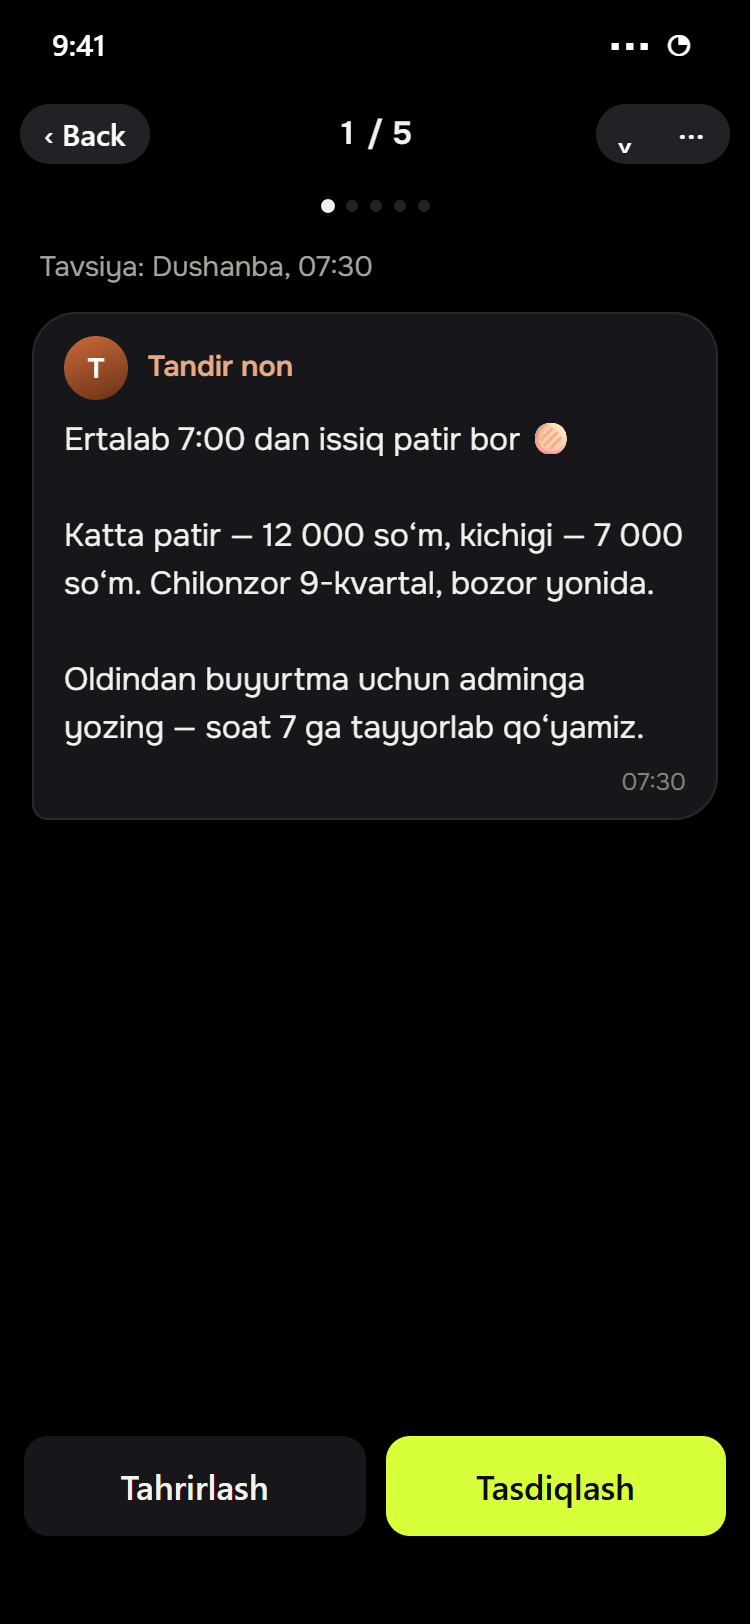 9:41
‹ Back
1 / 5
Tavsiya: Dushanba, 07:30
T
Tandir non
Ertalab 7:00 dan issiq patir bor
Katta patir — 12 000 so‘m, kichigi — 7 000
so‘m. Chilonzor 9-kvartal, bozor yonida.
Oldindan buyurtma uchun adminga
yozing — soat 7 ga tayyorlab qo‘yamiz.
07:30
Tahrirlash
Tasdiqlash